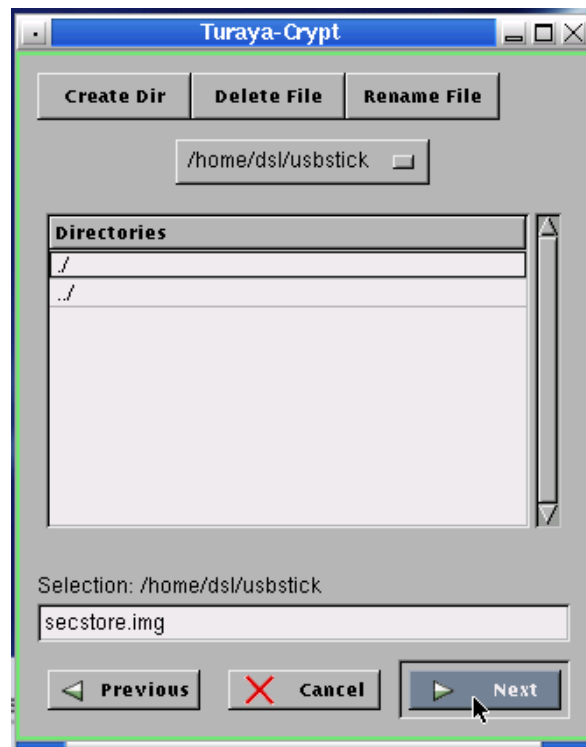 Turaya-Crypt
Create Dir Delete File Rename File
/home/dsl/usbstick
Directories
./
../
Selection: /home/dsl/usbstick
secstore.img
Previous Cancel Next